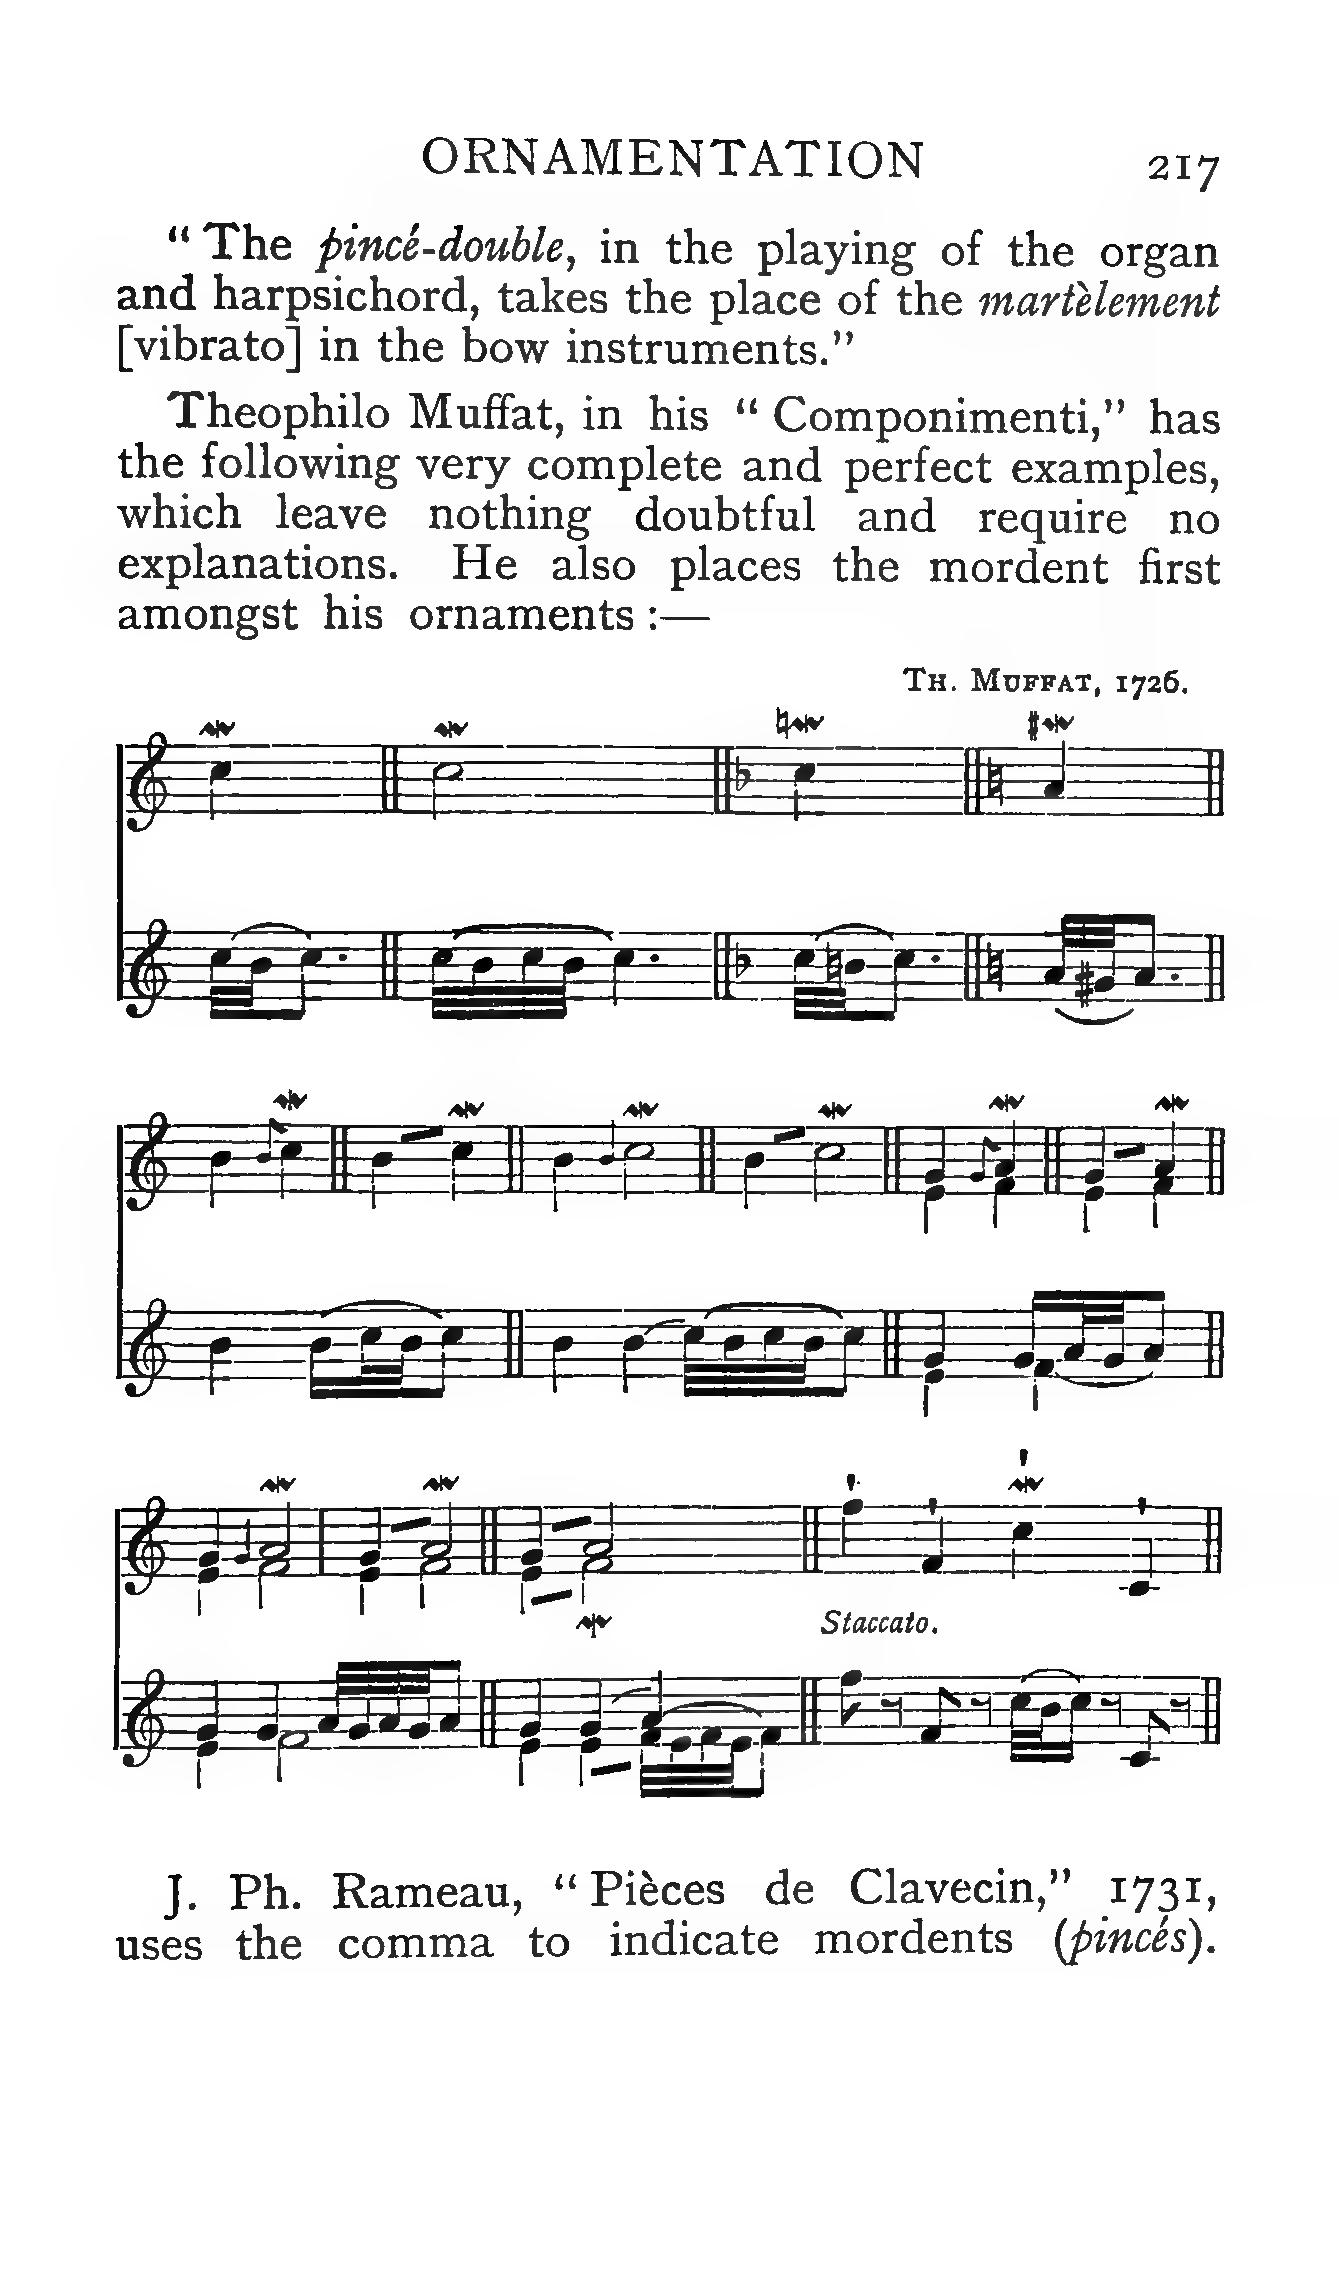 ORNAMENTATION 217
“ The pincé-double, in the playing of the organ
and harpsichord, takes the place of the martèlement
[vibrato] in the bow instruments.”
Theophilo Muffat, in his “ Componimenti,” has
the following very complete and perfect examples,
which leave nothing doubtful and require no
explanations. He also places the mordent first
amongst his ornaments :—
TH. MUFFAT, 1726.
Staccato.
J. Ph. Rameau, “ Pièces de Clavecin,” 1731,
uses the comma to indicate mordents (pincés).